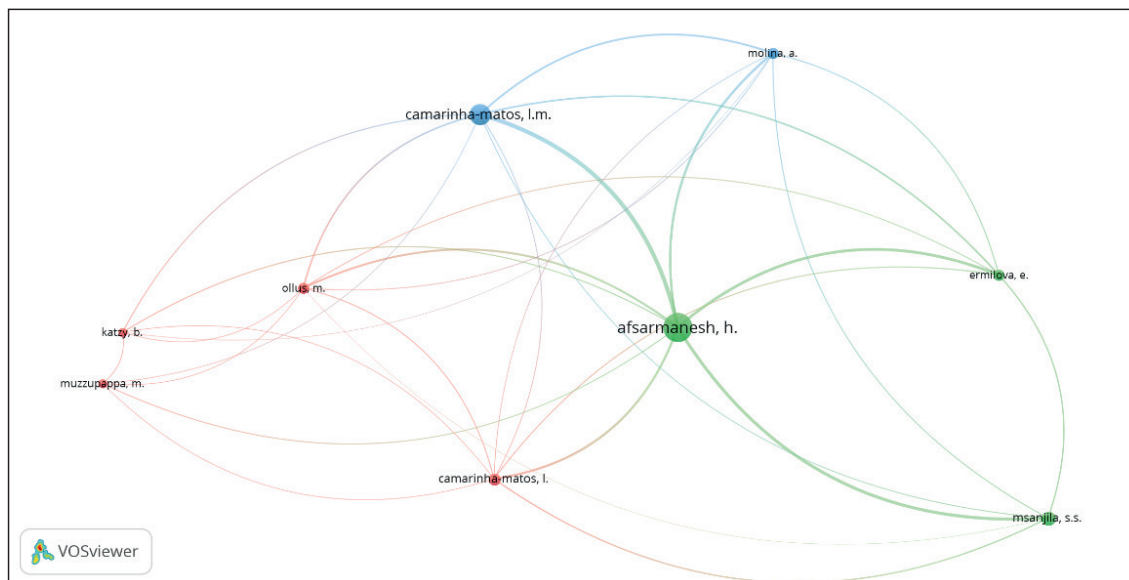 molina, a.
camarinha-matos, l.m.
ermilova, e.
ollus, m.
afsarmanesh, h.
katzy, b.
muzzupappa, m.
camarinha-matos, l.
msanjila, s.s.
VOSviewer